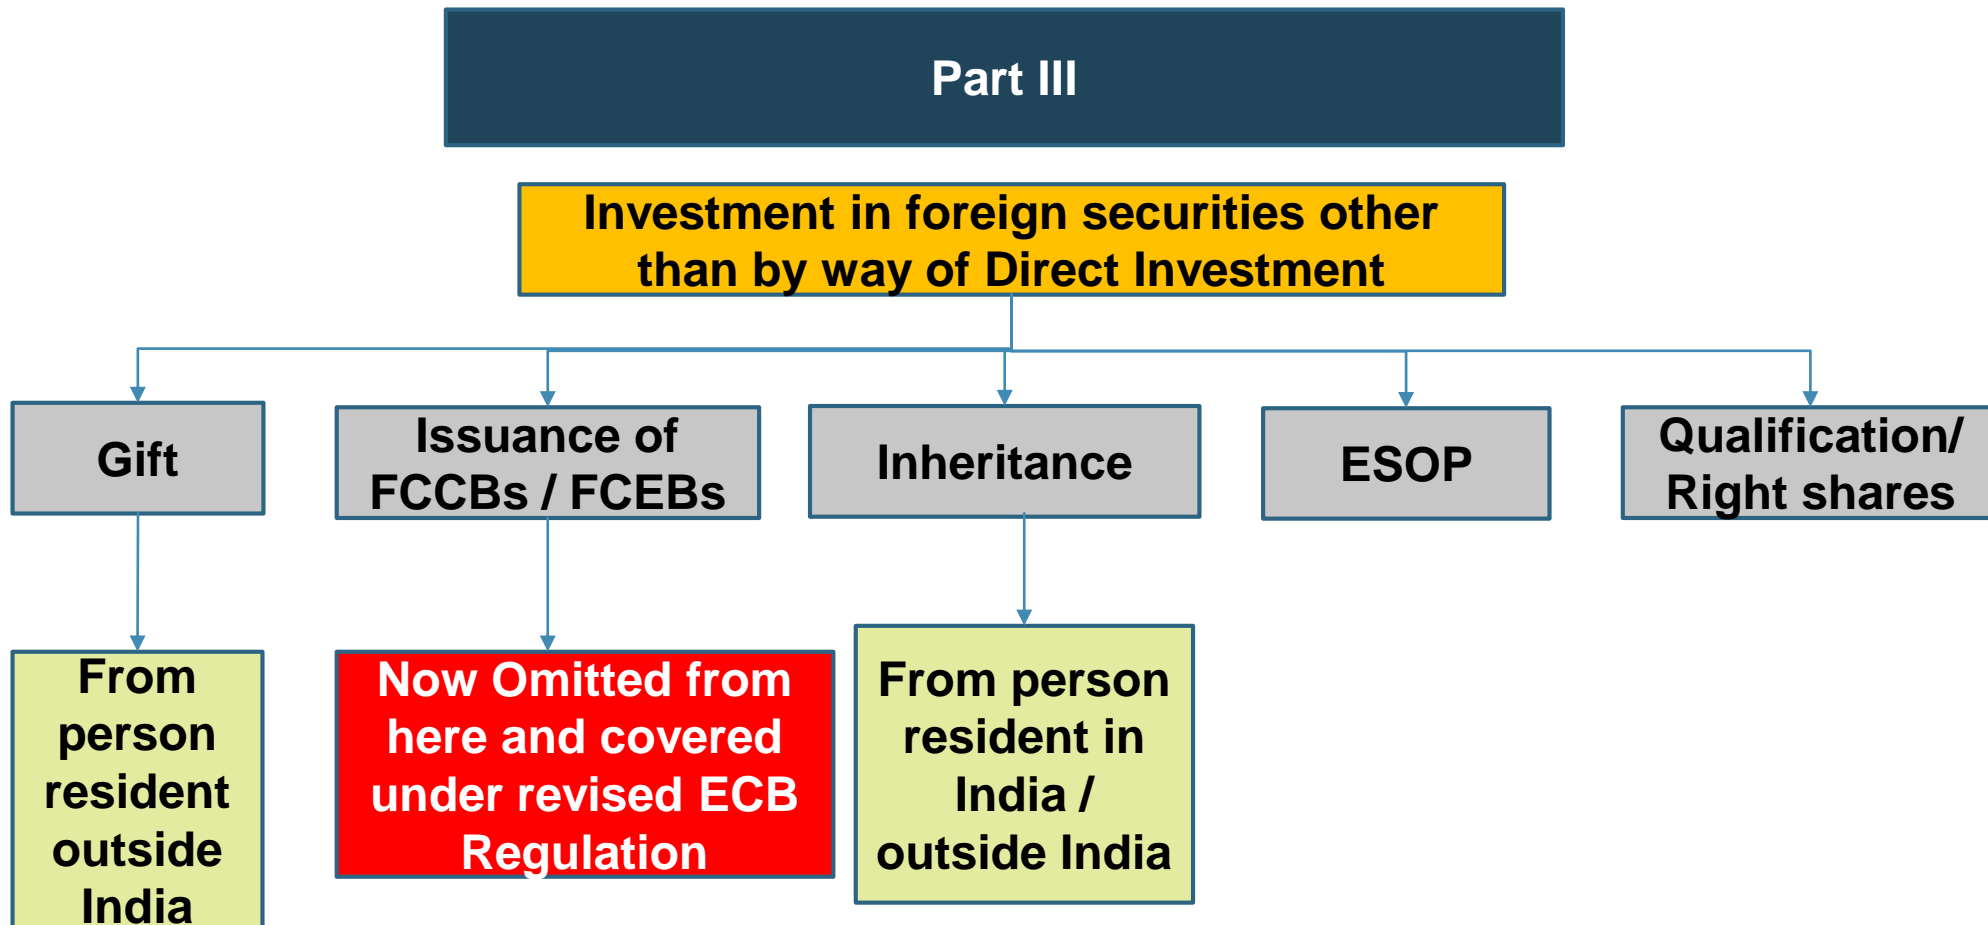 Part III
Investment in foreign securities other
than by way of Direct Investment
Gift
Issuance of
FCCBs / FCEBs
Inheritance
ESOP
Qualification/
Right shares
From
person
resident
outside
India
Now Omitted from
here and covered
under revised ECB
Regulation
From person
resident in
India /
outside India